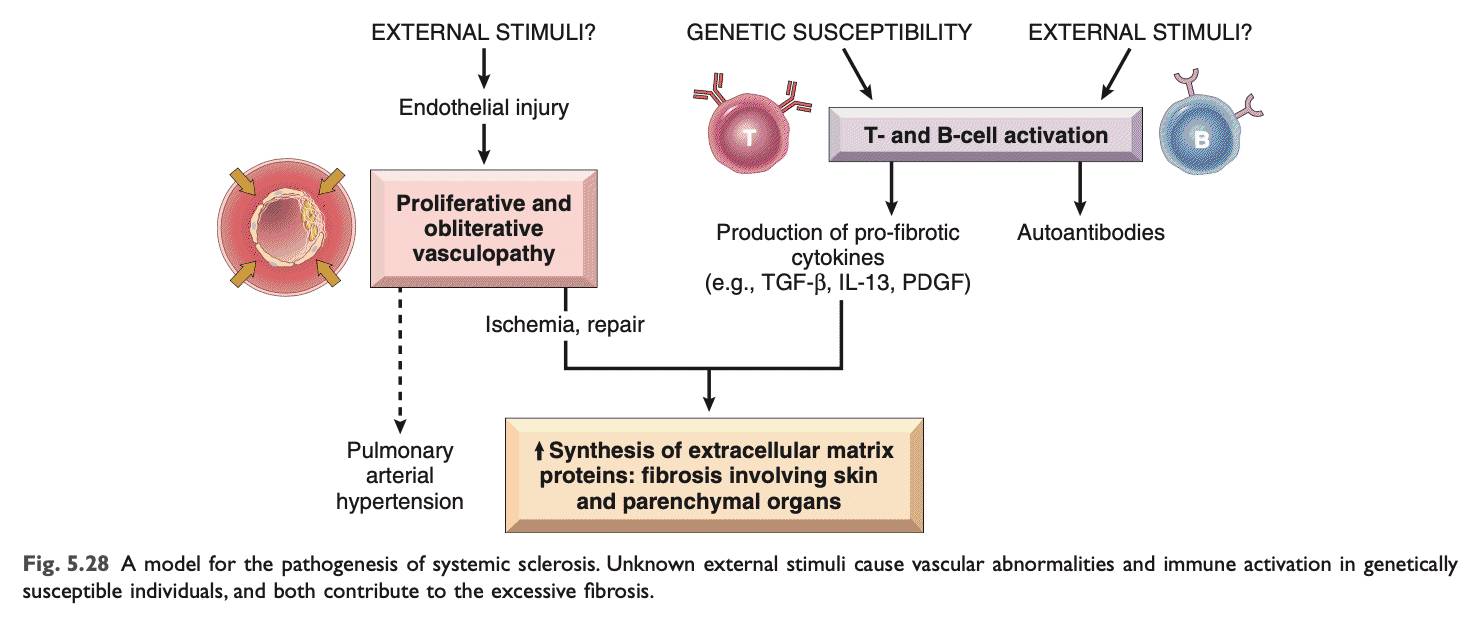 EXTERNAL STIMULI?
GENETIC SUSCEPTIBILITY
EXTERNAL STIMULI?
Endothelial injury
T
T- and B-cell activation
B
Proliferative and
obliterative
vasculopathy
Production of pro-fibrotic
cytokines
(e.g., TGF-β, IL-13, PDGF)
Autoantibodies
Ischemia, repair
Pulmonary
arterial
hypertension
⬆ Synthesis of extracellular matrix
proteins: fibrosis involving skin
and parenchymal organs
Fig. 5.28 A model for the pathogenesis of systemic sclerosis. Unknown external stimuli cause vascular abnormalities and immune activation in genetically
susceptible individuals, and both contribute to the excessive fibrosis.